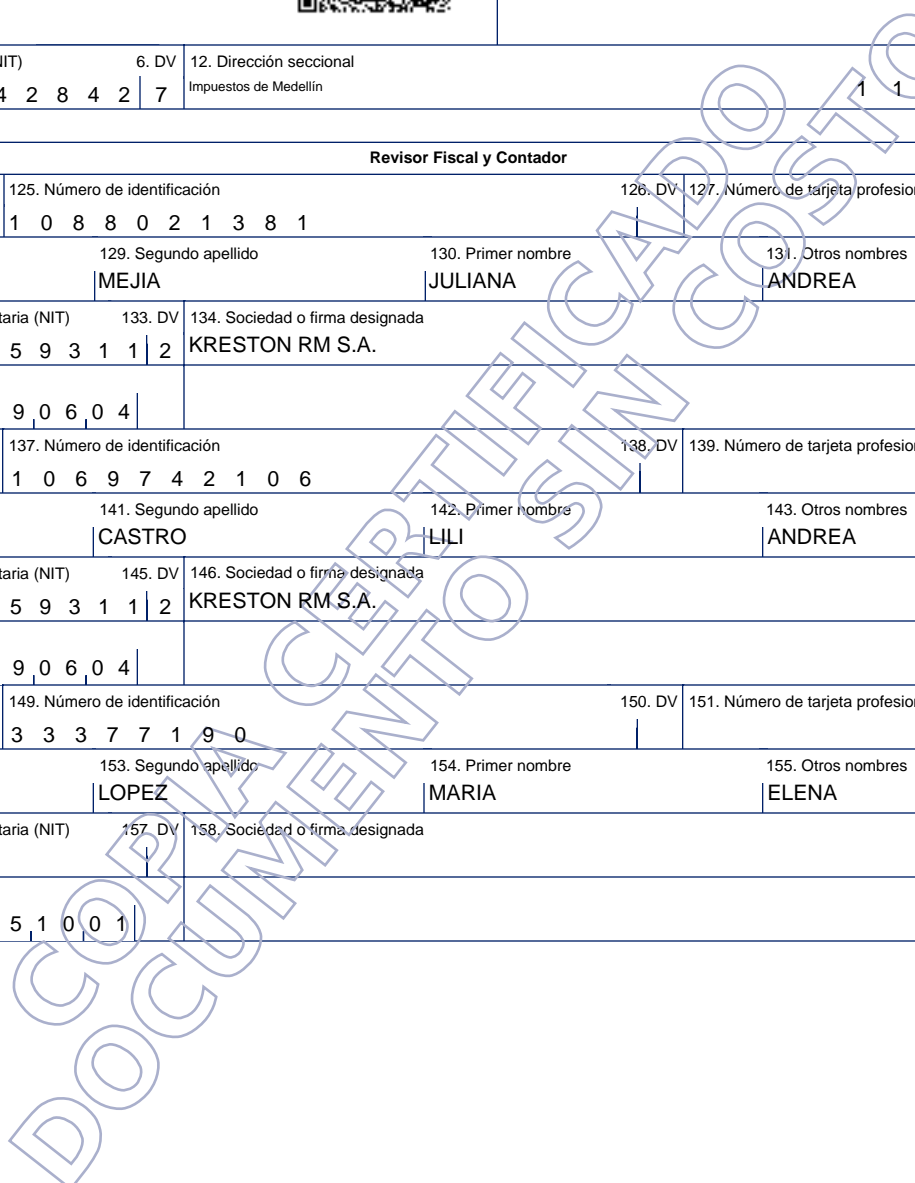 NIT) 6. DV 12. Dirección seccional
4 2 8 4 2 7 Impuestos de Medellín 1 1
Revisor Fiscal y Contador
125. Número de identificación 126. DV 127. Número de tarjeta profesion
1 0 8 8 0 2 1 3 8 1
129. Segundo apellido 130. Primer nombre 131. Otros nombres
MEJIA JULIANA ANDREA
taria (NIT) 133. DV 134. Sociedad o firma designada
5 9 3 1 1 2 KRESTON RM S.A.
9 0 6 0 4
137. Número de identificación 138. DV 139. Número de tarjeta profesion
1 0 6 9 7 4 2 1 0 6
141. Segundo apellido 142. Primer nombre 143. Otros nombres
CASTRO LILI ANDREA
taria (NIT) 145. DV 146. Sociedad o firma designada
5 9 3 1 1 2 KRESTON RM S.A.
9 0 6 0 4
149. Número de identificación 150. DV 151. Número de tarjeta profesion
3 3 3 7 7 1 9 0
153. Segundo apellido 154. Primer nombre 155. Otros nombres
LOPEZ MARIA ELENA
taria (NIT) 157. DV 158. Sociedad o firma designada
5 1 0 0 1
COPIA CERTIFICADO
DOCUMENTO SIN COSTO